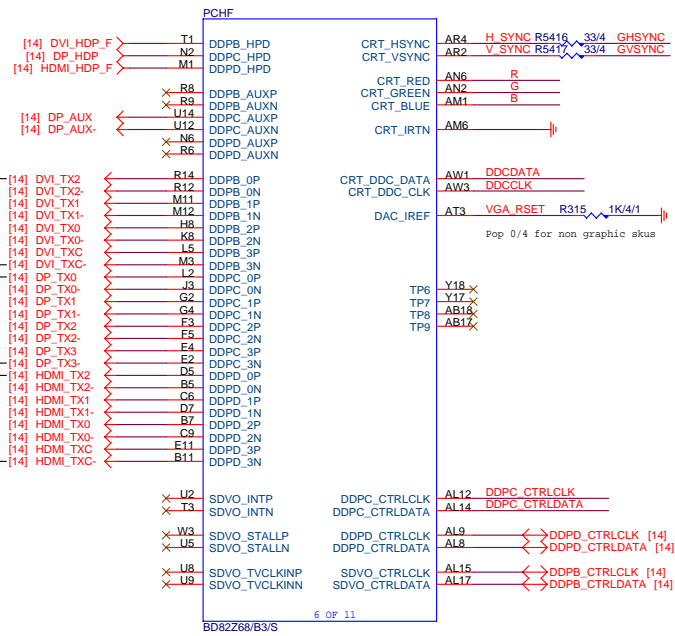 PCHF
[14] DVI_HDP_F T1 DDPB_HPD CRT_HSYNC AR4 H_SYNC R5416 33/4 GHSYNC
[14] DP_HDP N2 DDPC_HPD CRT_VSYNC AR2 V_SYNC R5417 33/4 GVSYNC
[14] HDMI_HDP_F M1 DDPD_HPD
CRT_RED AN6 R
R8 DDPB_AUXP CRT_GREEN AN2 G
R9 DDPB_AUXN CRT_BLUE AM1 B
[14] DP_AUX U14 DDPC_AUXP
[14] DP_AUX- U12 DDPC_AUXN CRT_IRTN AM6
N6 DDPD_AUXP
R6 DDPD_AUXN
[14] DVI_TX2 R14 DDPB_0P CRT_DDC_DATA AW1 DDCDATA
[14] DVI_TX2- R12 DDPB_0N CRT_DDC_CLK AW3 DDCCLK
[14] DVI_TX1 M11 DDPB_1P
[14] DVI_TX1- M12 DDPB_1N DAC_IREF AT3 VGA_RSET R315 1K/4/1
[14] DVI_TX0 H8 DDPB_2P
Pop 0/4 for non graphic skus
[14] DVI_TX0- K8 DDPB_2N
[14] DVI_TXC L5 DDPB_3P
[14] DVI_TXC- M3 DDPB_3N
[14] DP_TX0 L2 DDPC_0P
[14] DP_TX0- J3 DDPC_0N TP6 Y18
[14] DP_TX1 G2 DDPC_1P TP7 Y17
[14] DP_TX1- G4 DDPC_1N TP8 AB18
[14] DP_TX2 F3 DDPC_2P TP9 AB17
[14] DP_TX2- F5 DDPC_2N
[14] DP_TX3 E4 DDPC_3P
[14] DP_TX3- E2 DDPC_3N
[14] HDMI_TX2 D5 DDPD_0P
[14] HDMI_TX2- B5 DDPD_0N
[14] HDMI_TX1 C6 DDPD_1P
[14] HDMI_TX1- D7 DDPD_1N
[14] HDMI_TX0 B7 DDPD_2P
[14] HDMI_TX0- C9 DDPD_2N
[14] HDMI_TXC E11 DDPD_3P
[14] HDMI_TXC- B11 DDPD_3N
U2 SDVO_INTP DDPC_CTRLCLK AL12 DDPC_CTRLCLK
T3 SDVO_INTN DDPC_CTRLDATA AL14 DDPC_CTRLDATA
W3 SDVO_STALLP DDPD_CTRLCLK AL9 DDPD_CTRLCLK [14]
U5 SDVO_STALLN DDPD_CTRLDATA AL8 DDPD_CTRLDATA [14]
U8 SDVO_TVCLKINP SDVO_CTRLCLK AL15 DDPB_CTRLCLK [14]
U9 SDVO_TVCLKINN SDVO_CTRLDATA AL17 DDPB_CTRLDATA [14]
6 OF 11
BD82Z68/B3/S